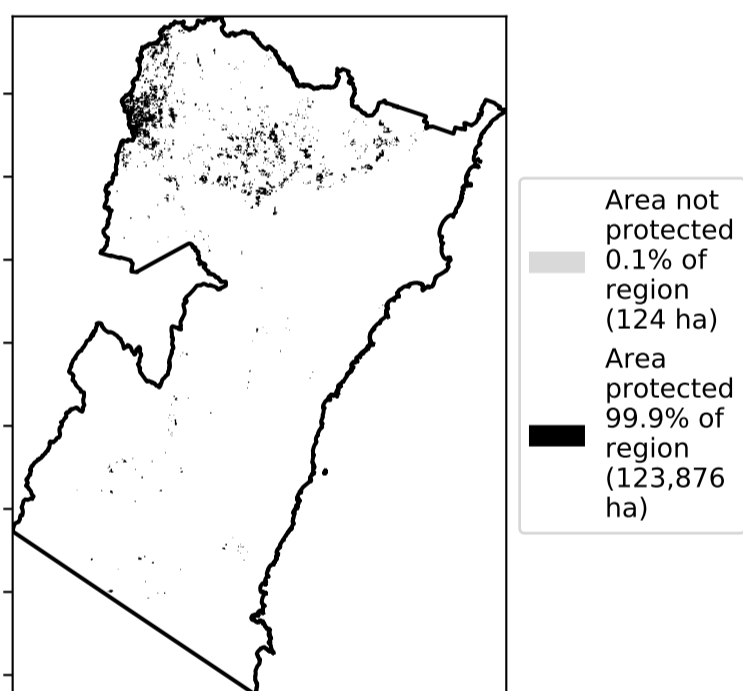 Area not
protected
0.1% of
region
(124 ha)
Area
protected
99.9% of
region
(123,876
ha)